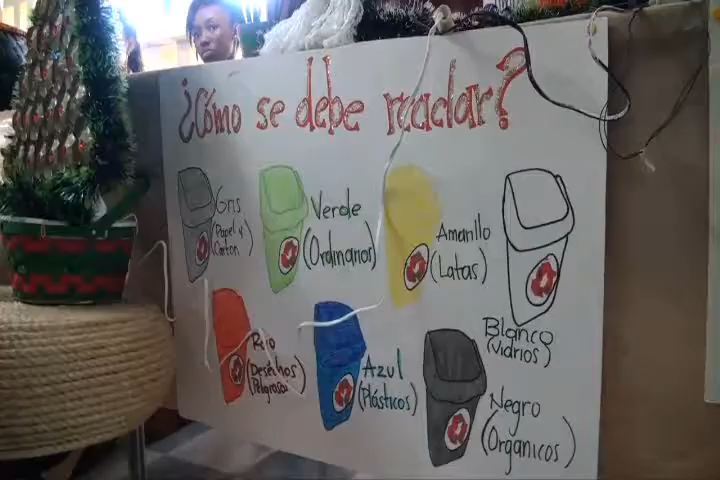 ¿Cómo se debe reciclar?
Gris
(Papel y
Carton)
Verde
(Ordinarios)
Amarillo
(Latas)
Blanco
(Vidrios)
Rojo
(Desechos
Peligrosos)
Azul
(Plásticos)
Negro
(Orgánicos)